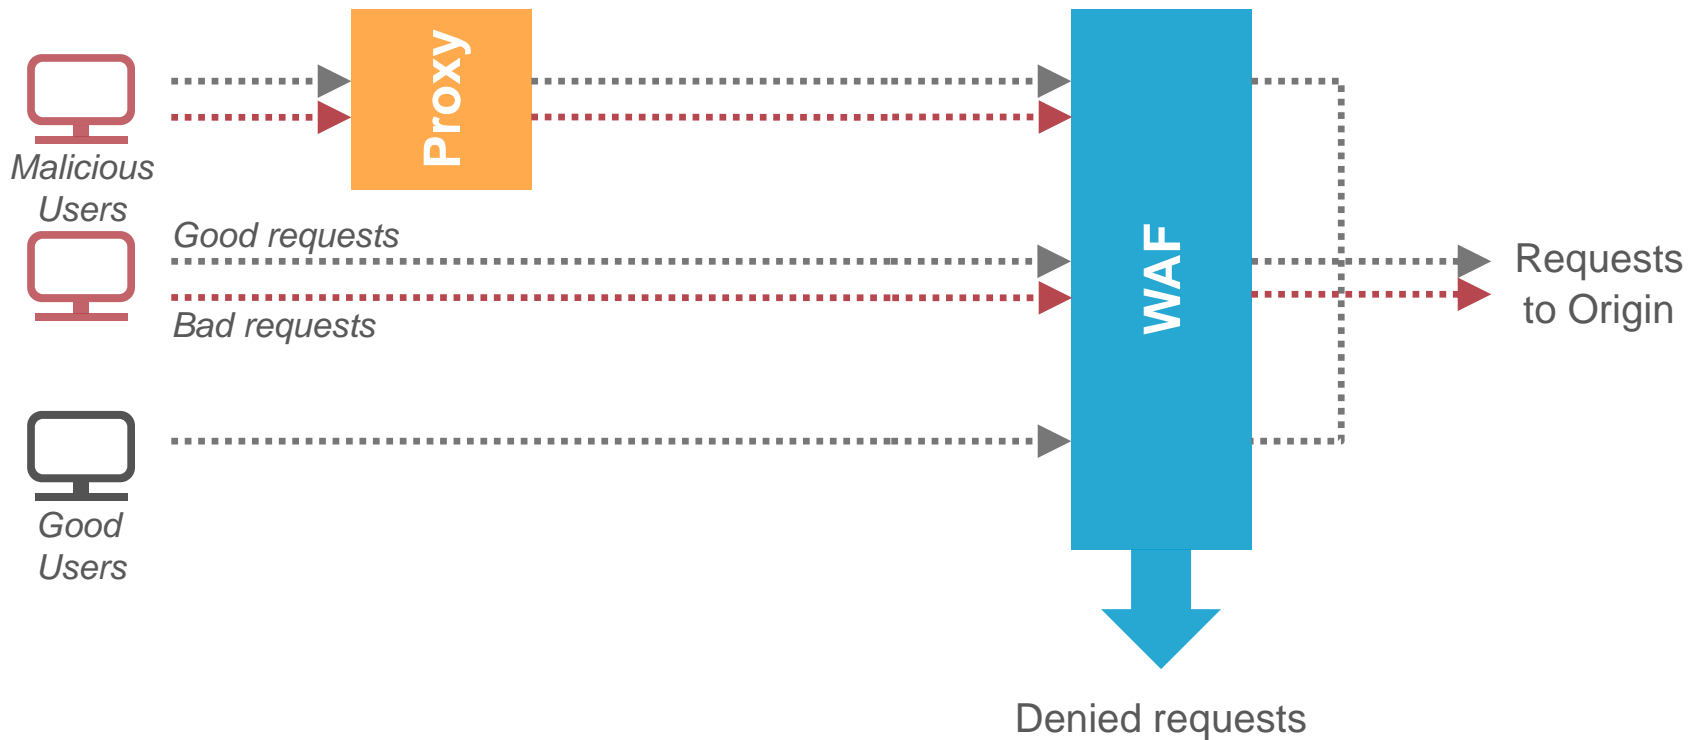 Proxy
Malicious
Users
Good requests
Bad requests
WAF
Requests
to Origin
Good
Users
Denied requests